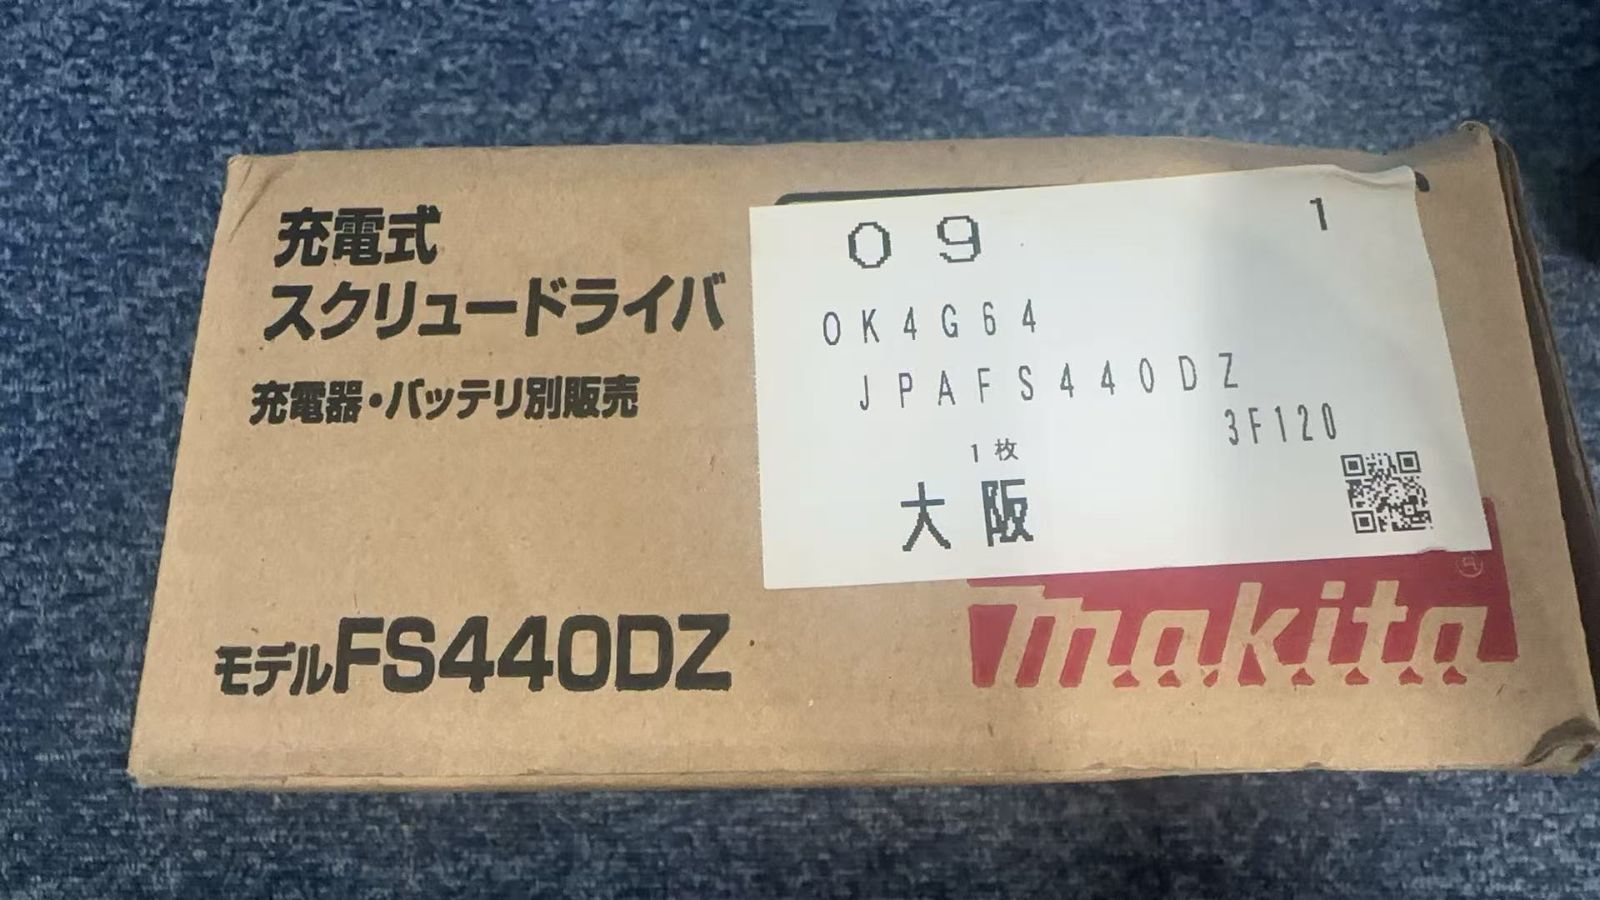 充電式
スクリュードライバ
充電器・バッテリ別販売
モデルFS440DZ
09 1
0K4G64
JPAFS440DZ
3F120
1枚
大阪
makita
®